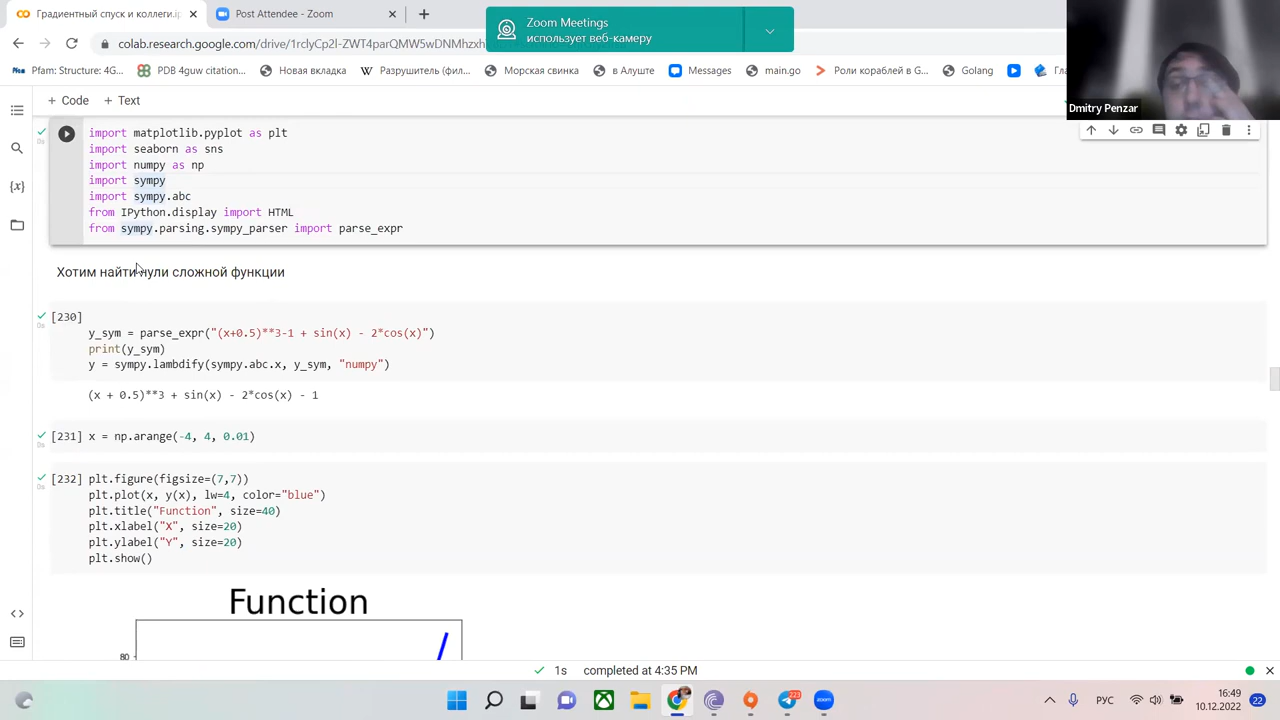 Градиентный спуск и коллеги.i
Post Attendee - Zoom
Zoom Meetings
использует веб-камеру
colab.research.google.com/drive/1rclyCp2l-ZWT4parQMW5wDNMhzxh
Pfam: Structure: 4G...
PDB 4guw citation...
Новая вкладка
Разрушитель (фил...
Морская свинка
в Алуште
Messages
main.go
Роли кораблей в G...
Golang
Гла
Dmitry Penzar
+ Code + Text
import matplotlib.pyplot as plt
import seaborn as sns
import numpy as np
import sympy
import sympy.abc
from IPython.display import HTML
from sympy.parsing.sympy_parser import parse_expr
0s
Хотим найти нули сложной функции
[230]
0s
y_sym = parse_expr("(x+0.5)**3-1 + sin(x) - 2*cos(x)")
print(y_sym)
y = sympy.lambdify(sympy.abc.x, y_sym, "numpy")
(x + 0.5)**3 + sin(x) - 2*cos(x) - 1
[231] x = np.arange(-4, 4, 0.01)
0s
[232] plt.figure(figsize=(7,7))
0s
plt.plot(x, y(x), lw=4, color="blue")
plt.title("Function", size=40)
plt.xlabel("X", size=20)
plt.ylabel("Y", size=20)
plt.show()
Function
80
1s completed at 4:35 PM
221
РУС
16:49
10.12.2022
22